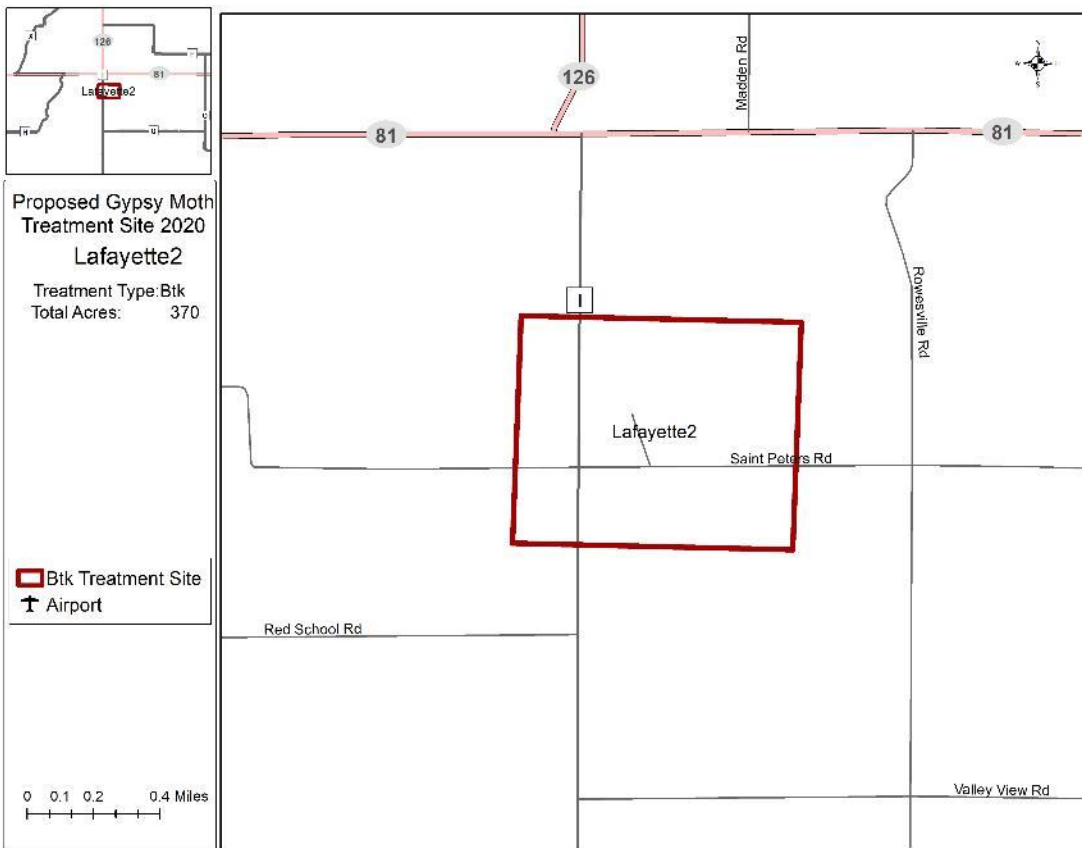 126
81
Lafayette2
A
F
C
H
U
Proposed Gypsy Moth
Treatment Site 2020
Lafayette2
Treatment Type:Btk
Total Acres: 370
Btk Treatment Site
Airport
0 0.1 0.2 0.4 Miles
126
Madden Rd
N
S
81
81
Rowesville Rd
I
Lafayette2
Saint Peters Rd
Red School Rd
Valley View Rd